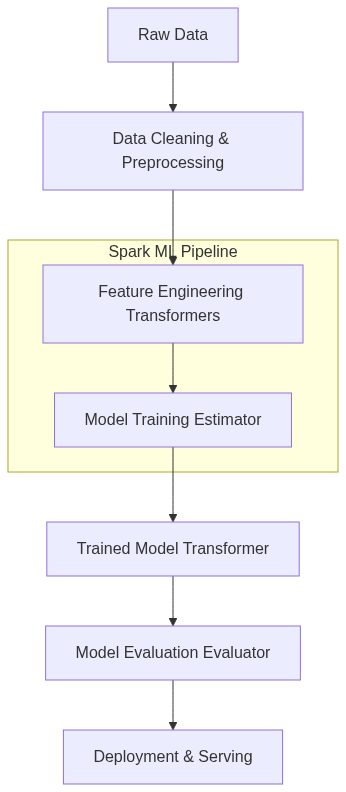 Raw Data
Data Cleaning &
Preprocessing
Spark ML Pipeline
Feature Engineering
Transformers
Model Training Estimator
Trained Model Transformer
Model Evaluation Evaluator
Deployment & Serving